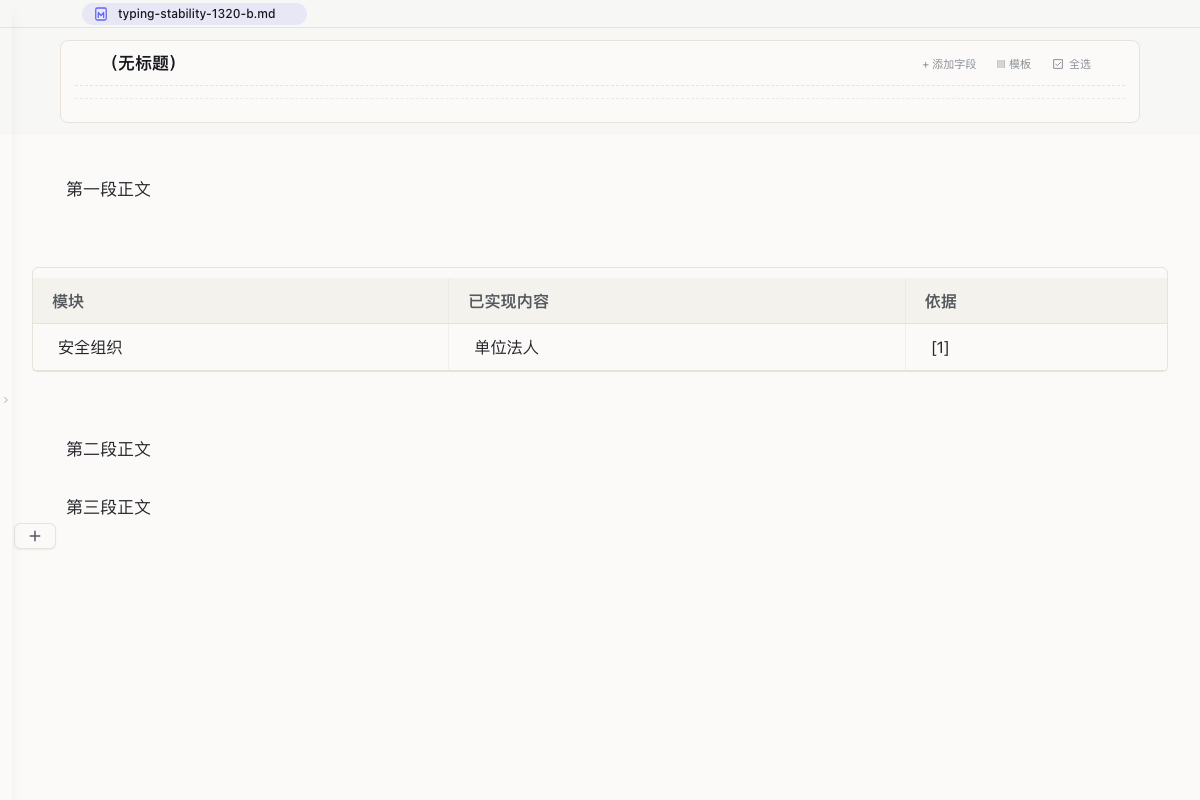 typing-stability-1320-b.md
(无标题)
+ 添加字段 模板 全选
第一段正文
模块 已实现内容 依据
安全组织 单位法人 [1]
第二段正文
第三段正文